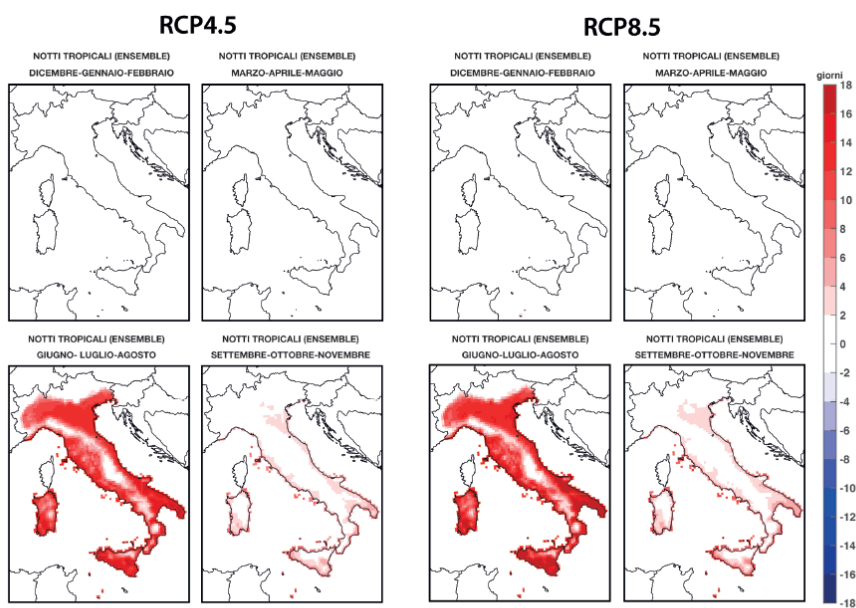 RCP4.5
RCP8.5
NOTTI TROPICALI (ENSEMBLE)
DICEMBRE-GENNAIO-FEBBRAIO
NOTTI TROPICALI (ENSEMBLE)
MARZO-APRILE-MAGGIO
NOTTI TROPICALI (ENSEMBLE)
DICEMBRE-GENNAIO-FEBBRAIO
NOTTI TROPICALI (ENSEMBLE)
MARZO-APRILE-MAGGIO
giorni
18
16
14
12
10
8
6
4
2
0
-2
-4
-6
-8
-10
-12
-14
-16
-18
NOTTI TROPICALI (ENSEMBLE)
GIUGNO- LUGLIO-AGOSTO
NOTTI TROPICALI (ENSEMBLE)
SETTEMBRE-OTTOBRE-NOVEMBRE
NOTTI TROPICALI (ENSEMBLE)
GIUGNO-LUGLIO-AGOSTO
NOTTI TROPICALI (ENSEMBLE)
SETTEMBRE-OTTOBRE-NOVEMBRE